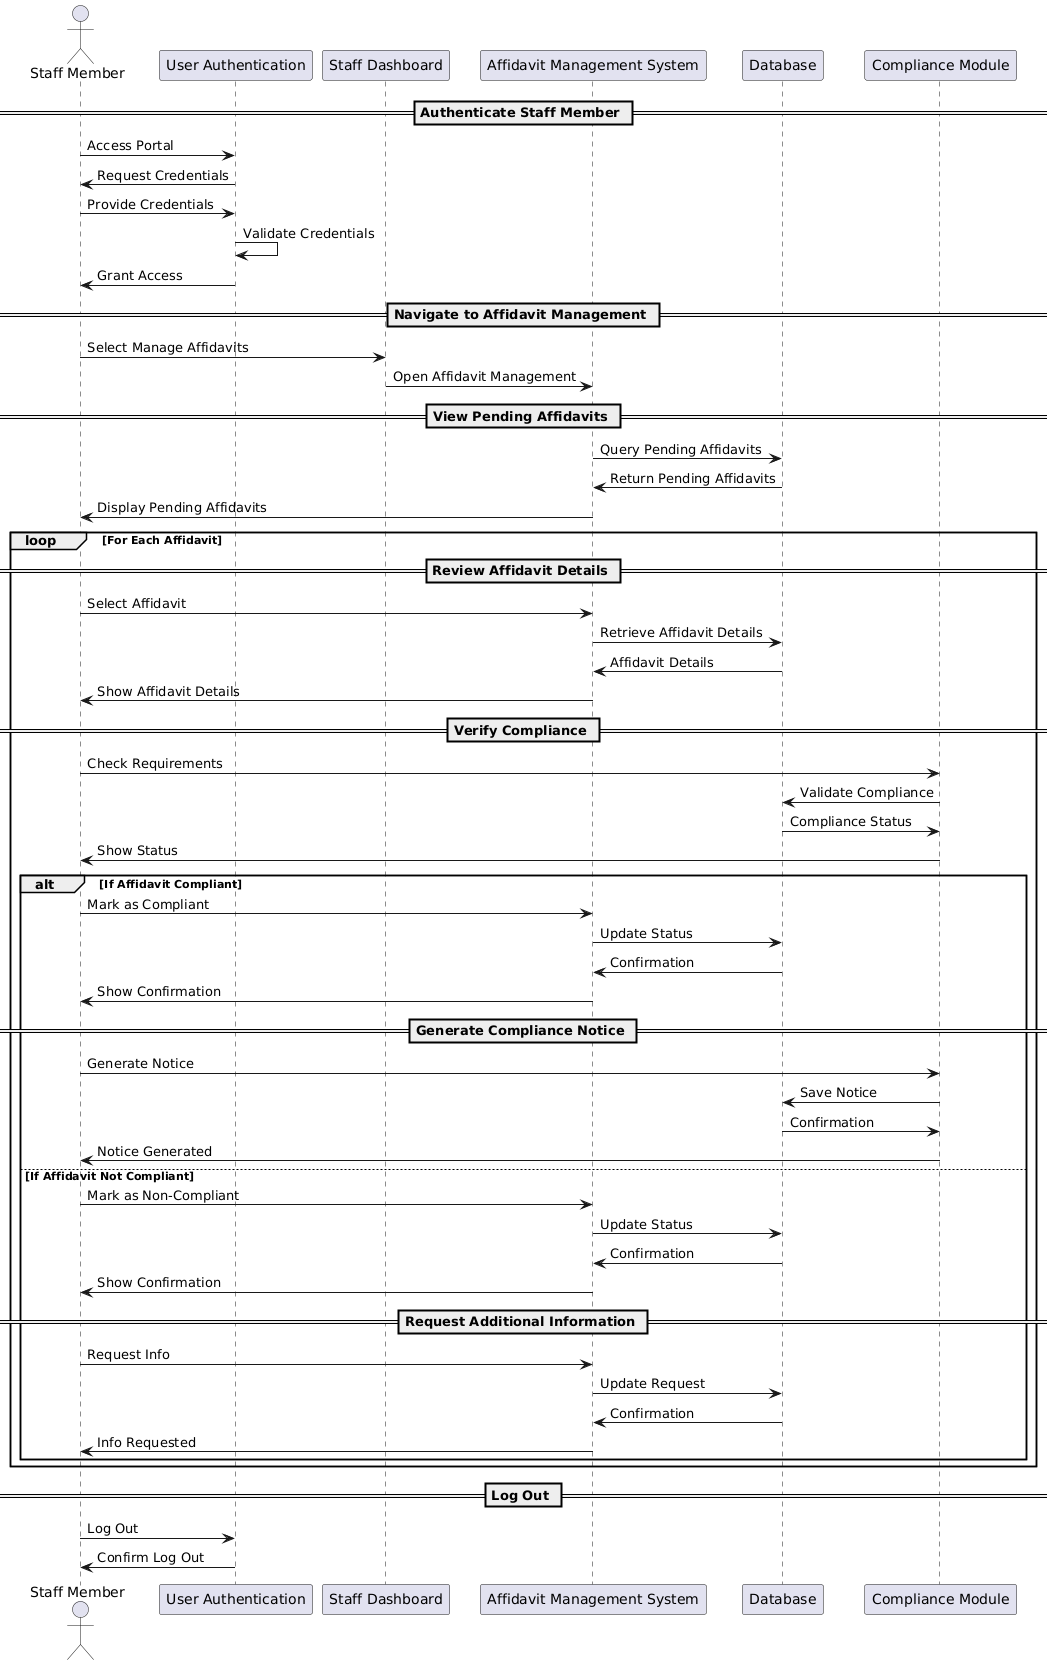 Staff Member
User Authentication
Staff Dashboard
Affidavit Management System
Database
Compliance Module
Authenticate Staff Member
Access Portal
Request Credentials
Provide Credentials
Validate Credentials
Grant Access
Navigate to Affidavit Management
Select Manage Affidavits
Open Affidavit Management
View Pending Affidavits
Query Pending Affidavits
Return Pending Affidavits
Display Pending Affidavits
loop [For Each Affidavit]
Review Affidavit Details
Select Affidavit
Retrieve Affidavit Details
Affidavit Details
Show Affidavit Details
Verify Compliance
Check Requirements
Validate Compliance
Compliance Status
Show Status
alt [If Affidavit Compliant]
Mark as Compliant
Update Status
Confirmation
Show Confirmation
Generate Compliance Notice
Generate Notice
Save Notice
Confirmation
Notice Generated
[If Affidavit Not Compliant]
Mark as Non-Compliant
Update Status
Confirmation
Show Confirmation
Request Additional Information
Request Info
Update Request
Confirmation
Info Requested
Log Out
Log Out
Confirm Log Out
Staff Member
User Authentication
Staff Dashboard
Affidavit Management System
Database
Compliance Module